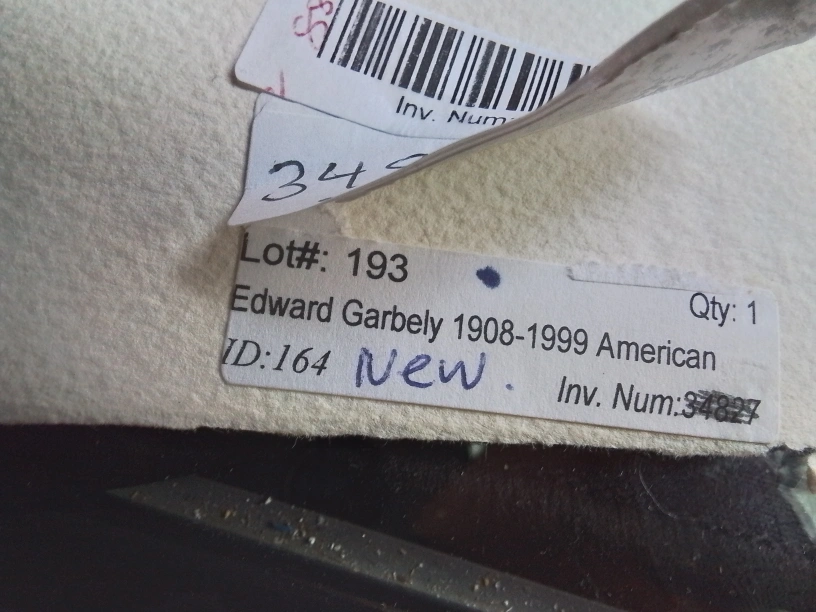 Inv. Num
34
Lot#: 193
Qty: 1
Edward Garbely 1908-1999 American
ID:164 New.
Inv. Num:34827